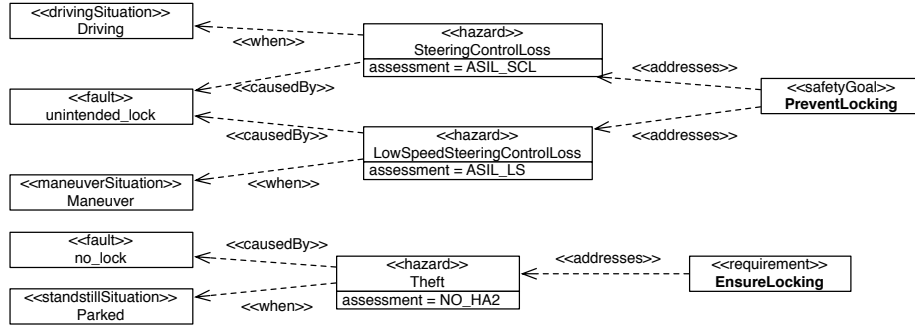 <<drivingSituation>>
Driving
<<when>>
<<hazard>>
SteeringControlLoss
assessment = ASIL_SCL
<<addresses>>
<<safetyGoal>>
PreventLocking
<<fault>>
unintended_lock
<<causedBy>>
<<causedBy>>
<<hazard>>
LowSpeedSteeringControlLoss
assessment = ASIL_LS
<<addresses>>
<<maneuverSituation>>
Maneuver
<<when>>
<<fault>>
no_lock
<<causedBy>>
<<hazard>>
Theft
assessment = NO_HA2
<<addresses>>
<<requirement>>
EnsureLocking
<<standstillSituation>>
Parked
<<when>>